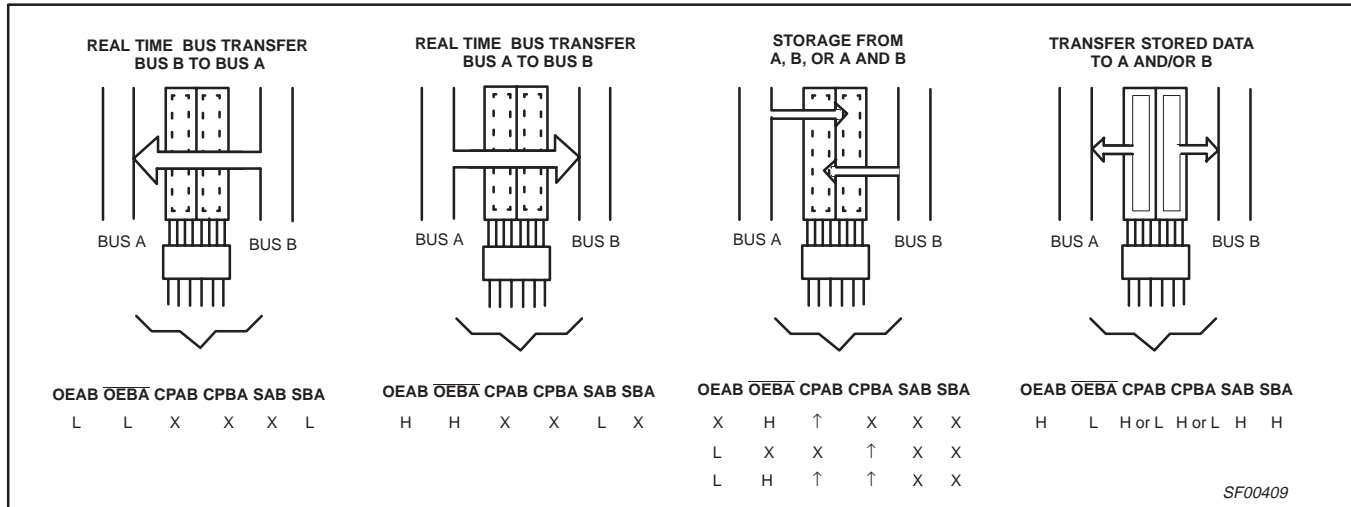 REAL TIME BUS TRANSFER
BUS B TO BUS A
BUS A
BUS B
OEAB OEBA CPAB CPBA SAB SBA
L L X X X L
REAL TIME BUS TRANSFER
BUS A TO BUS B
BUS A
BUS B
OEAB OEBA CPAB CPBA SAB SBA
H H X X L X
STORAGE FROM
A, B, OR A AND B
BUS A
BUS B
OEAB OEBA CPAB CPBA SAB SBA
X H ↑ X X X
L X X ↑ X X
L H ↑ ↑ X X
TRANSFER STORED DATA
TO A AND/OR B
BUS A
BUS B
OEAB OEBA CPAB CPBA SAB SBA
H L H or L H or L H H
SF00409